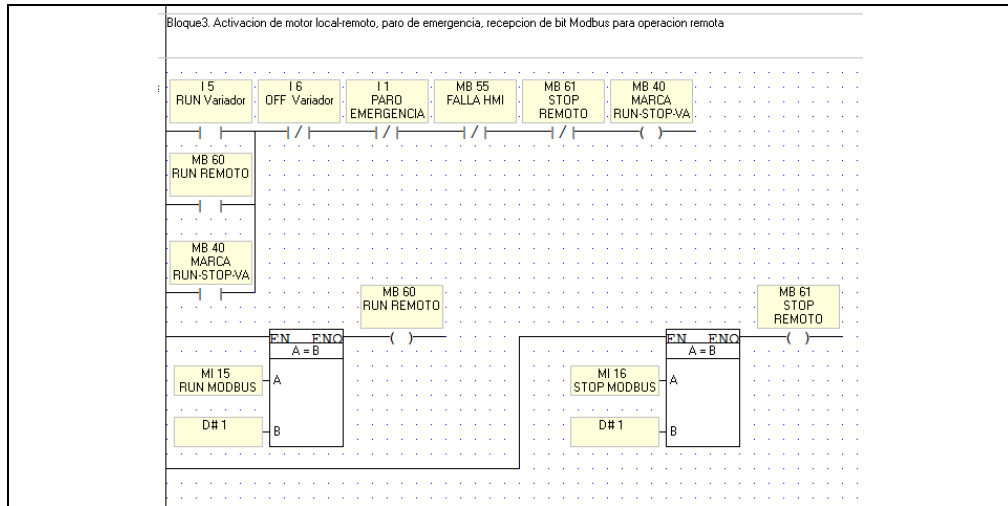 Bloque3. Activacion de motor local-remoto, paro de emergencia, recepcion de bit Modbus para operacion remota
I 5
RUN Variador
I 6
OFF Variador
I 1
PARO
EMERGENCIA
MB 55
FALLA HMI
MB 61
STOP
REMOTO
MB 40
MARCA
RUN-STOP-VA
MB 60
RUN REMOTO
MB 40
MARCA
RUN-STOP-VA
MB 60
RUN REMOTO
MB 61
STOP
REMOTO
EN ENO
A = B
MI 15
RUN MODBUS
A
D# 1
B
EN ENO
A = B
MI 16
STOP MODBUS
A
D# 1
B